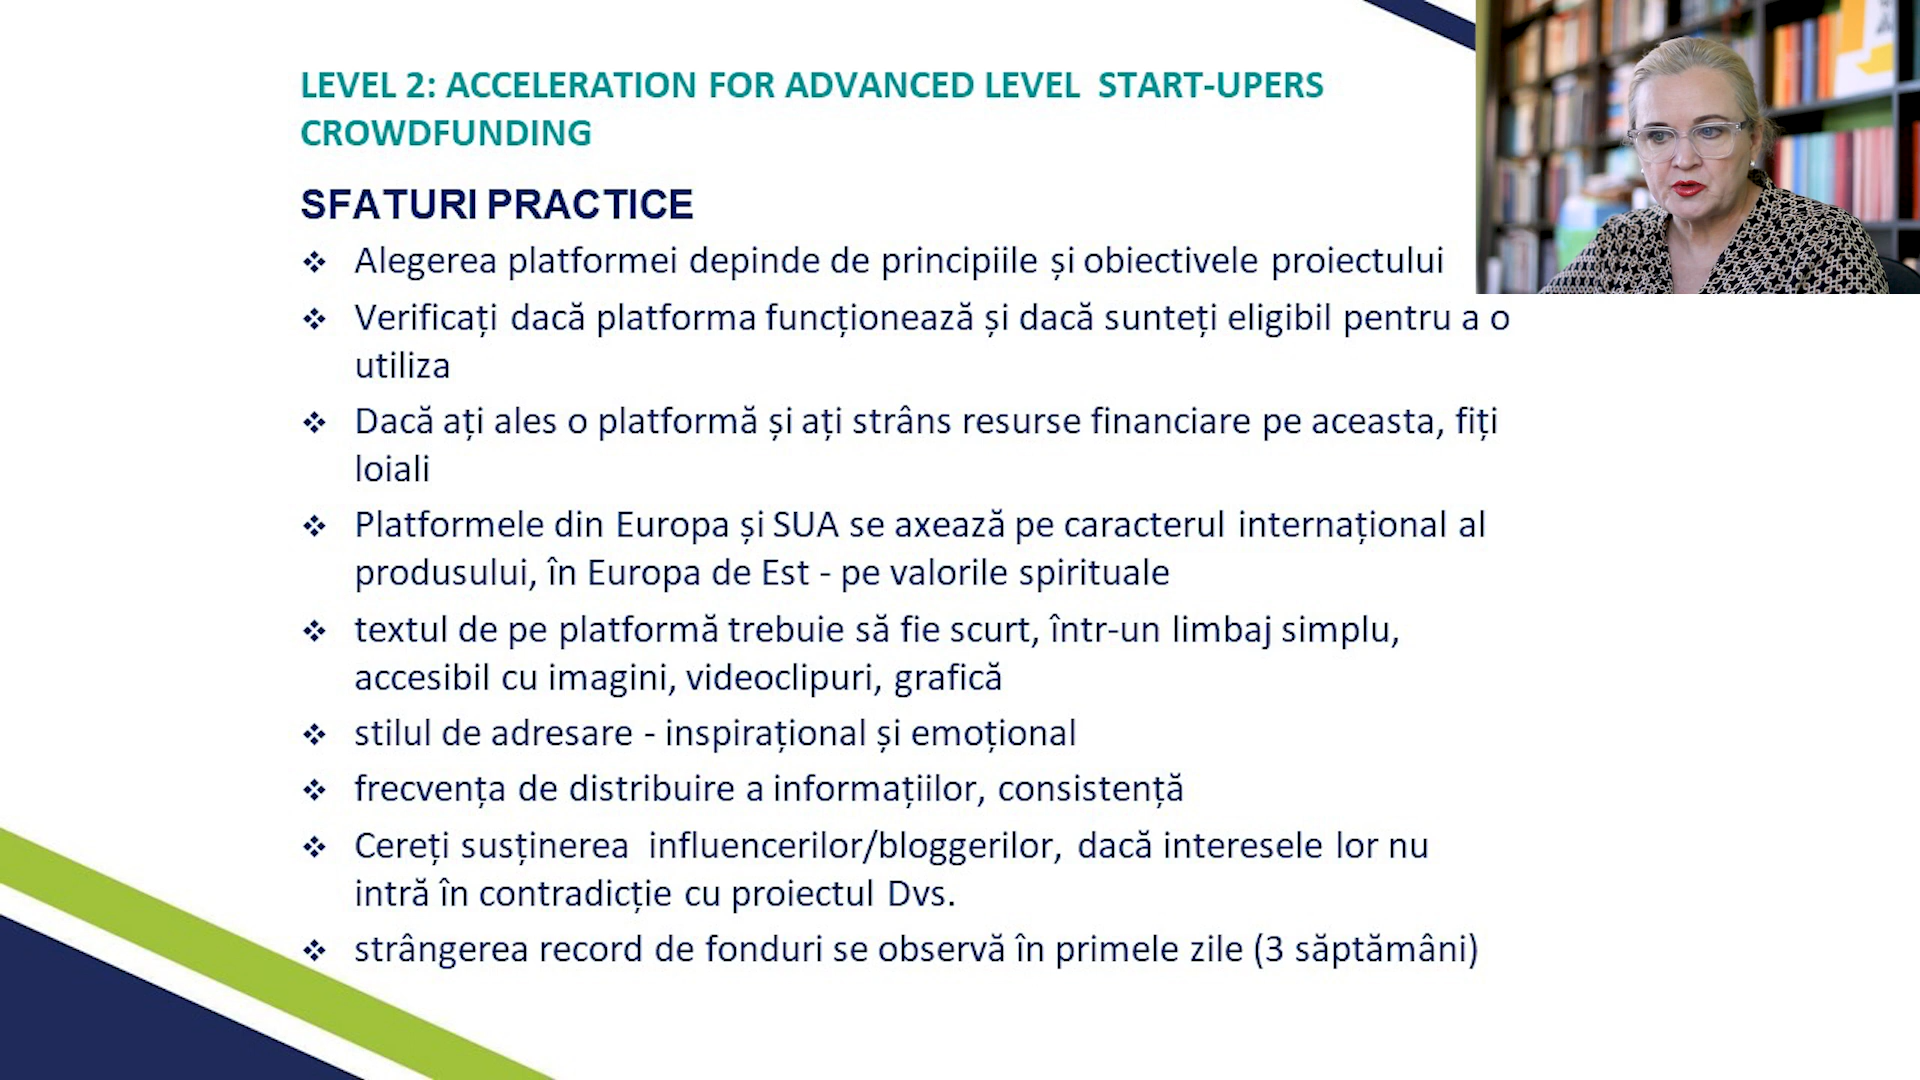 LEVEL 2: ACCELERATION FOR ADVANCED LEVEL START-UPERS
CROWDFUNDING
SFATURI PRACTICE
❖ Alegerea platformei depinde de principiile și obiectivele proiectului
❖ Verificați dacă platforma funcționează și dacă sunteți eligibil pentru a o
utiliza
❖ Dacă ați ales o platformă și ați strâns resurse financiare pe aceasta, fiți
loiali
❖ Platformele din Europa și SUA se axează pe caracterul internațional al
produsului, în Europa de Est - pe valorile spirituale
❖ textul de pe platformă trebuie să fie scurt, într-un limbaj simplu,
accesibil cu imagini, videoclipuri, grafică
❖ stilul de adresare - inspirațional și emoțional
❖ frecvența de distribuire a informațiilor, consistență
❖ Cereți susținerea influencerilor/bloggerilor, dacă interesele lor nu
intră în contradicție cu proiectul Dvs.
❖ strângerea record de fonduri se observă în primele zile (3 săptămâni)